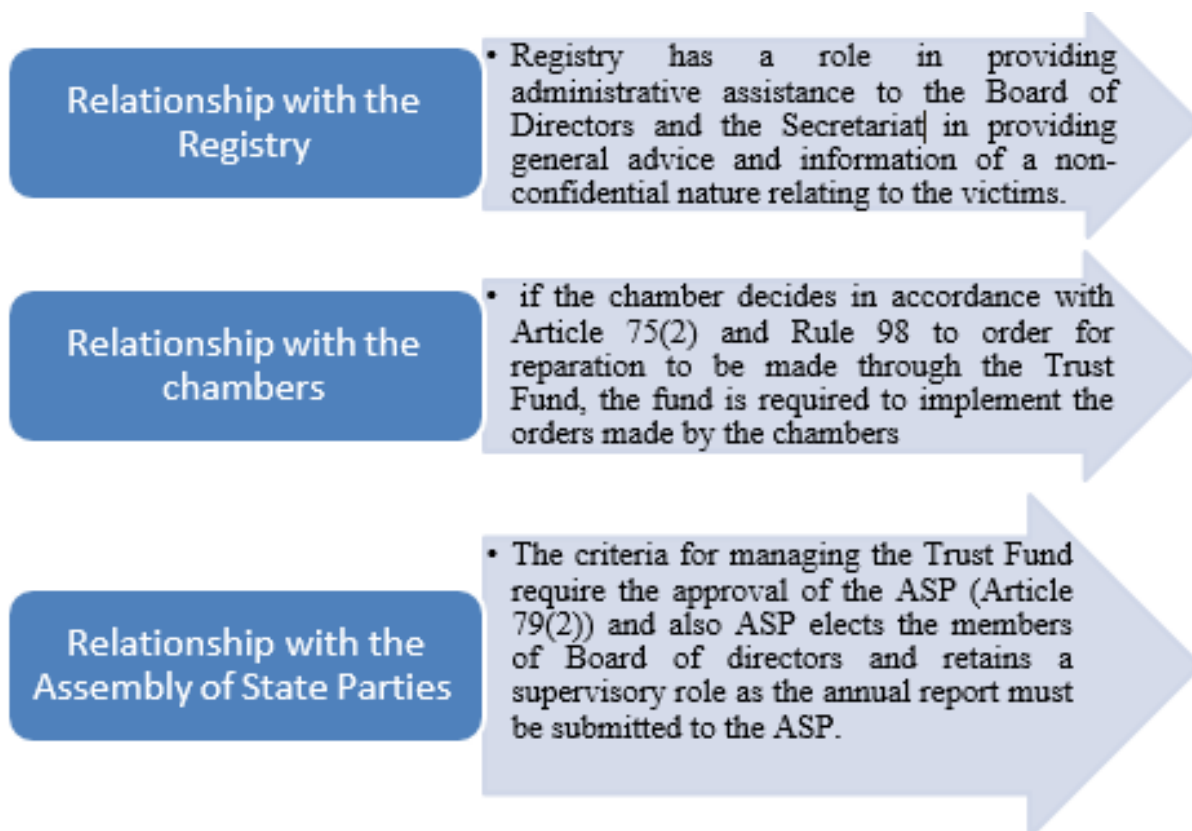 Relationship with the
Registry
• Registry has a role in providing
administrative assistance to the Board of
Directors and the Secretariat in providing
general advice and information of a non-
confidential nature relating to the victims.
Relationship with the
chambers
• if the chamber decides in accordance with
Article 75(2) and Rule 98 to order for
reparation to be made through the Trust
Fund, the fund is required to implement the
orders made by the chambers
Relationship with the
Assembly of State Parties
• The criteria for managing the Trust Fund
require the approval of the ASP (Article
79(2)) and also ASP elects the members
of Board of directors and retains a
supervisory role as the annual report must
be submitted to the ASP.